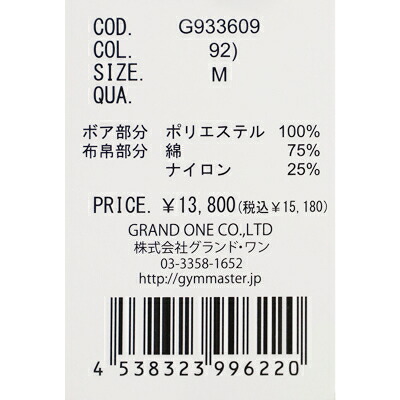 COD. G933609
COL. 92)
SIZE. M
QUA.
ボア部分 ポリエステル 100%
布帛部分 綿 75%
ナイロン 25%
PRICE. ￥13,800(税込￥15,180)
GRAND ONE CO.,LTD
株式会社グランド・ワン
03-3358-1652
http://gymmaster.jp
4 538323 996220